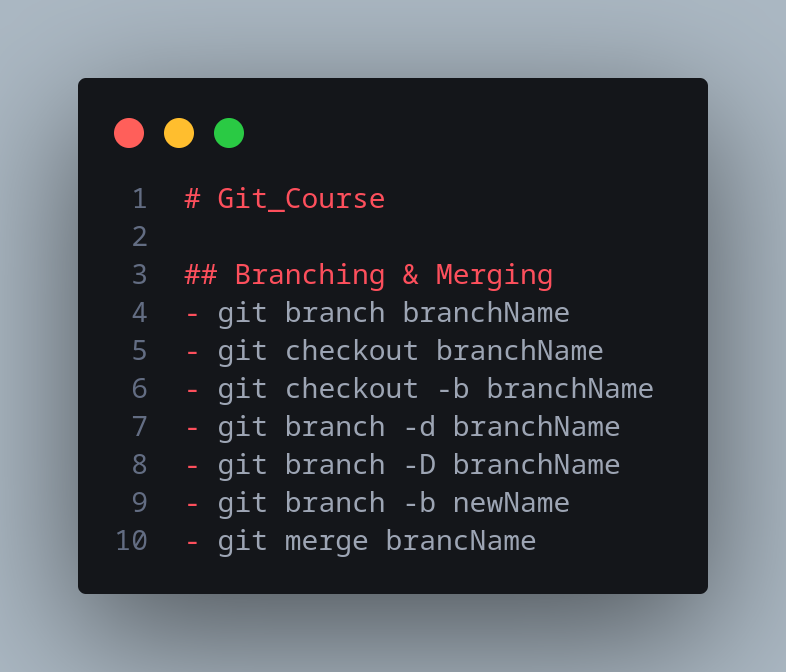 1 # Git_Course
2
3 ## Branching & Merging
4 - git branch branchName
5 - git checkout branchName
6 - git checkout -b branchName
7 - git branch -d branchName
8 - git branch -D branchName
9 - git branch -b newName
10 - git merge brancName